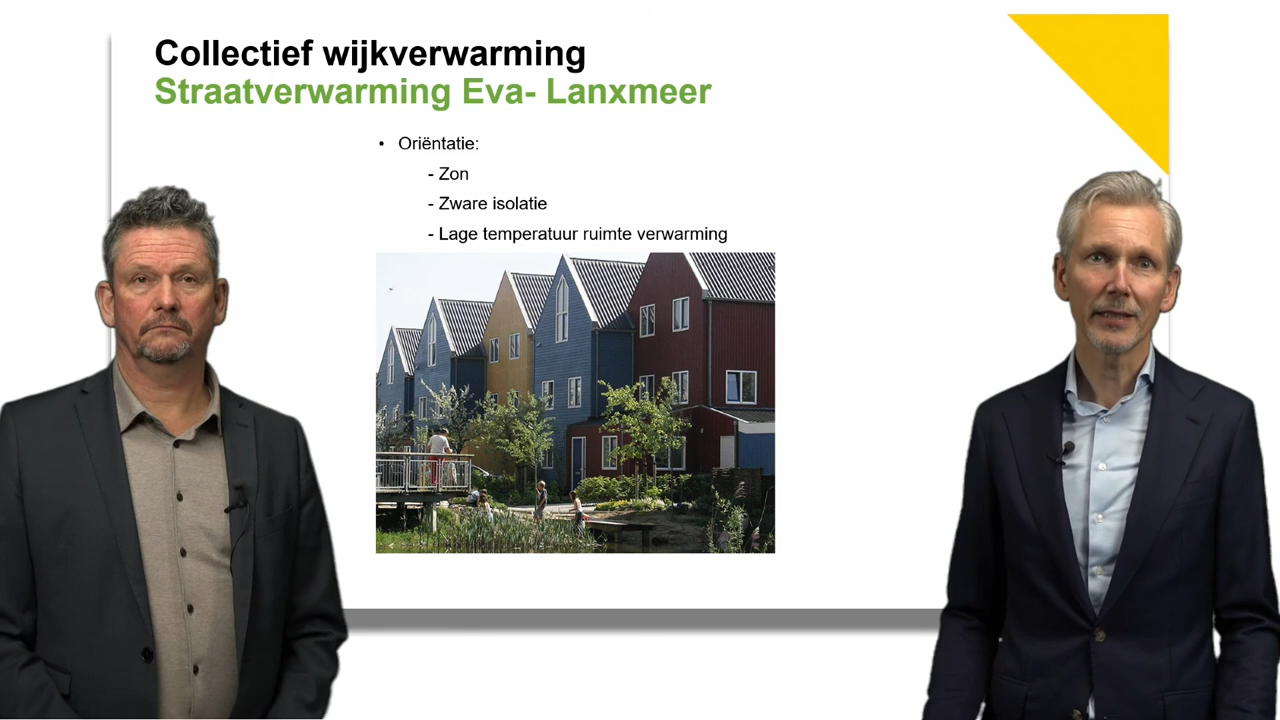 Collectief wijkverwarming
Straatverwarming Eva- Lanxmeer
• Oriëntatie:
- Zon
- Zware isolatie
- Lage temperatuur ruimte verwarming